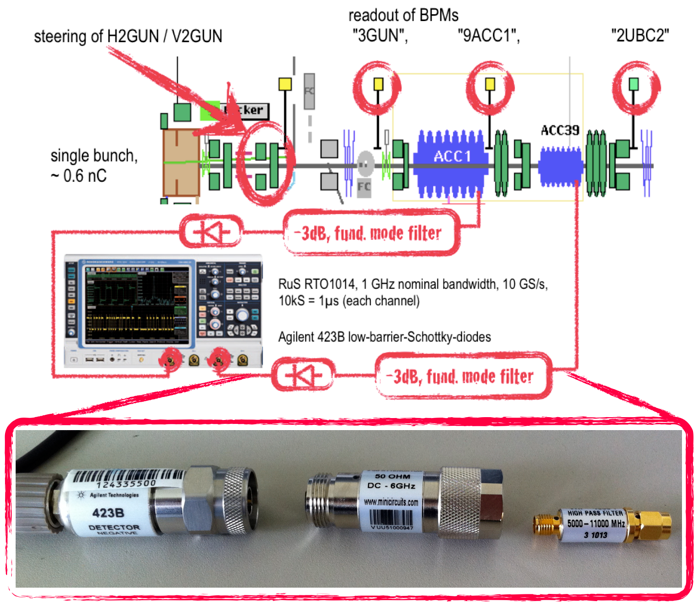 readout of BPMs
steering of H2GUN / V2GUN
"3GUN",
"9ACC1",
"2UBC2"
FC
ACC39
single bunch,
~ 0.6 nC
ACC1
FC
-3dB, fund. mode filter
RuS RTO1014, 1 GHz nominal bandwidth, 10 GS/s,
10kS = 1µs (each channel)
Agilent 423B low-barrier-Schottky-diodes
-3dB, fund. mode filter
124335500
Agilent Technologies
423B
DETECTOR
NEGATIVE
50 OHM
DC - 6GHz
www.minicircuits.com
HIGH PASS FILTER
5000 - 11000 MHz
3 1013